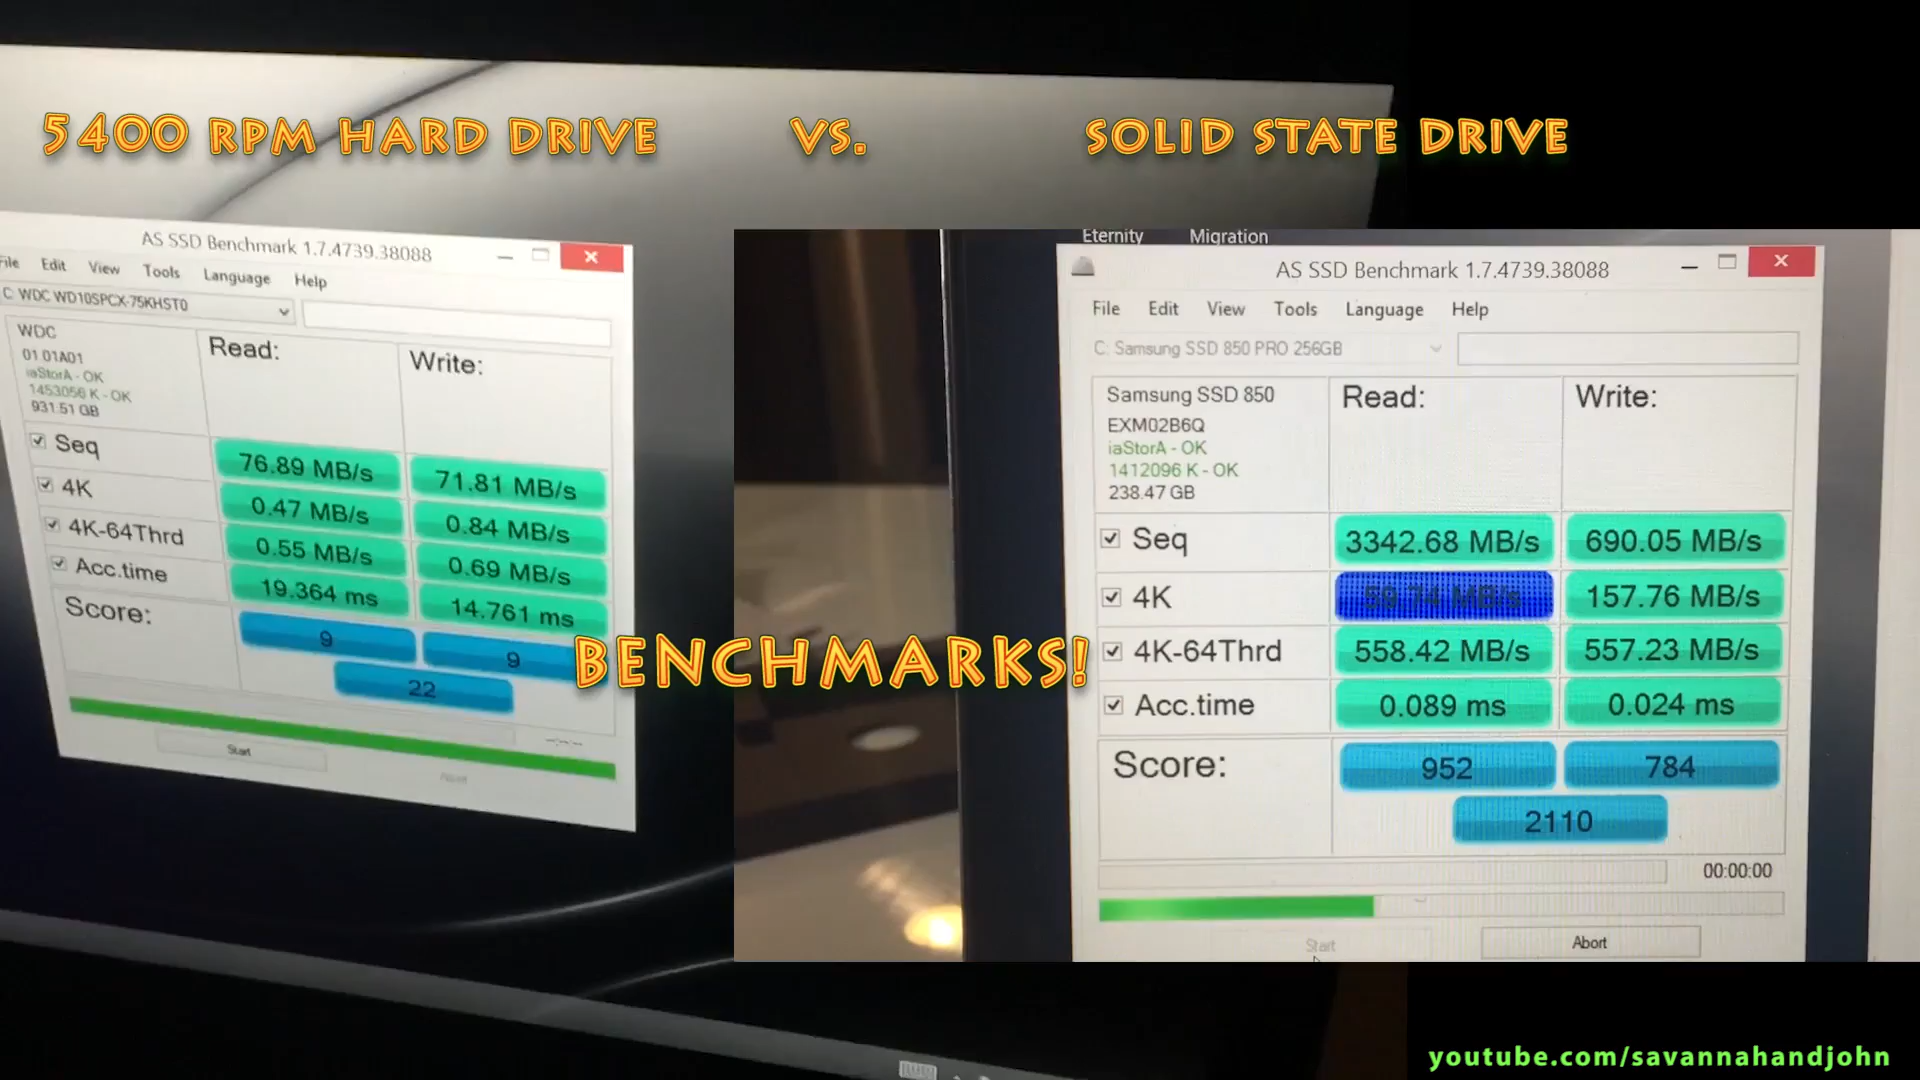 5400 RPM HARD DRIVE VS. SOLID STATE DRIVE
AS SSD Benchmark 1.7.4739.38088
File Edit View Tools Language Help
C: WDC WD10SPCX-75KHST0
WDC
01.01A01
iaStorA - OK
1453056 K - OK
931.51 GB
Read: Write:
Seq 76.89 MB/s 71.81 MB/s
4K 0.47 MB/s 0.84 MB/s
4K-64Thrd 0.55 MB/s 0.69 MB/s
Acc.time 19.364 ms 14.761 ms
Score: 9 9
22
-:--:--
Start Abort
BENCHMARKS!
Eternity Migration
AS SSD Benchmark 1.7.4739.38088
File Edit View Tools Language Help
C: Samsung SSD 850 PRO 256GB
Samsung SSD 850
EXM02B6Q
iaStorA - OK
1412096 K - OK
238.47 GB
Read: Write:
Seq 3342.68 MB/s 690.05 MB/s
4K 59.74 MB/s 157.76 MB/s
4K-64Thrd 558.42 MB/s 557.23 MB/s
Acc.time 0.089 ms 0.024 ms
Score: 952 784
2110
00:00:00
Start Abort
youtube.com/savannahandjohn